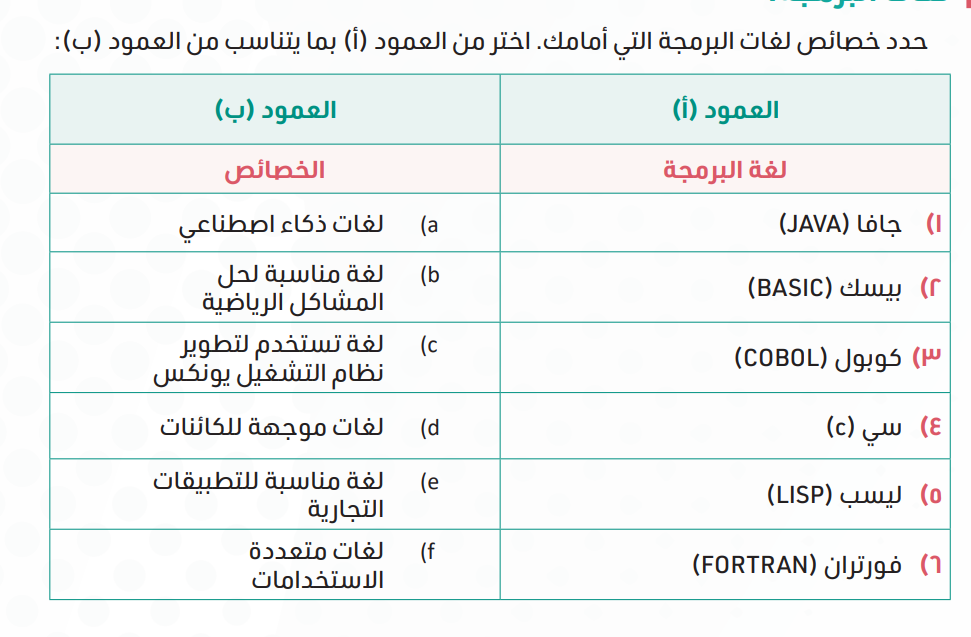 حدد خصائص لغات البرمجة التي أمامك. اختر من العمود (أ) بما يتناسب من العمود (ب):
العمود (أ)
العمود (ب)
لغة البرمجة
الخصائص
١) جافا (JAVA)
a) لغات ذكاء اصطناعي
٢) بيسك (BASIC)
b) لغة مناسبة لحل
المشاكل الرياضية
٣) كوبول (COBOL)
c) لغة تستخدم لتطوير
نظام التشغيل يونكس
٤) سي (c)
d) لغات موجهة للكائنات
٥) ليسب (LISP)
e) لغة مناسبة للتطبيقات
التجارية
٦) فورتران (FORTRAN)
f) لغات متعددة
الاستخدامات